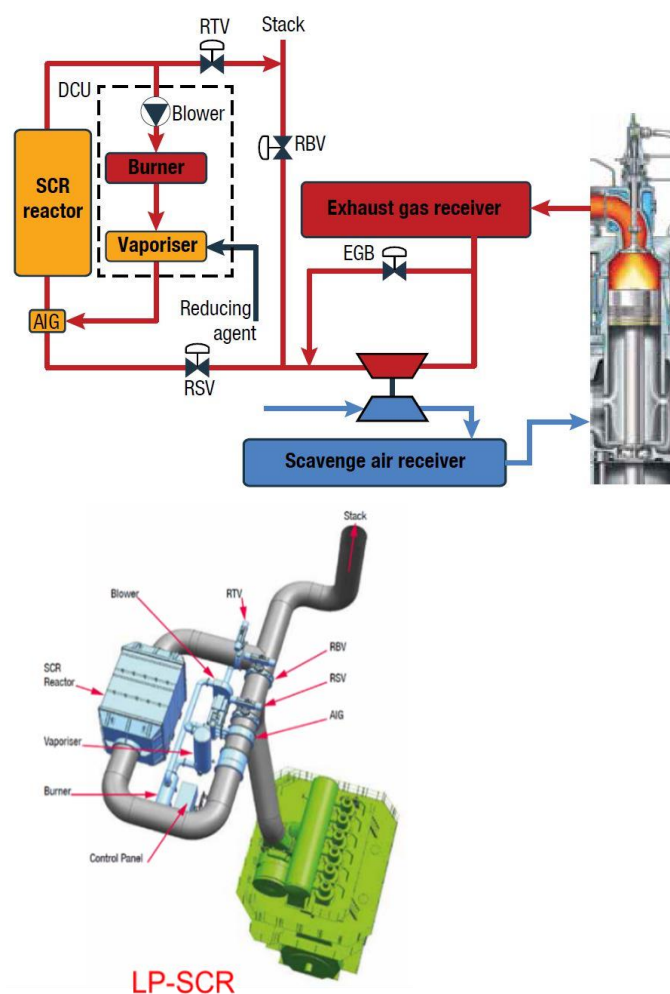 RTV
Stack
DCU
Blower
RBV
Burner
SCR
reactor
Exhaust gas receiver
Vaporiser
EGB
AIG
Reducing
agent
RSV
Scavenge air receiver
Stack
Blower
RTV
RBV
SCR
Reactor
RSV
AIG
Vaporiser
Burner
Control Panel
LP-SCR